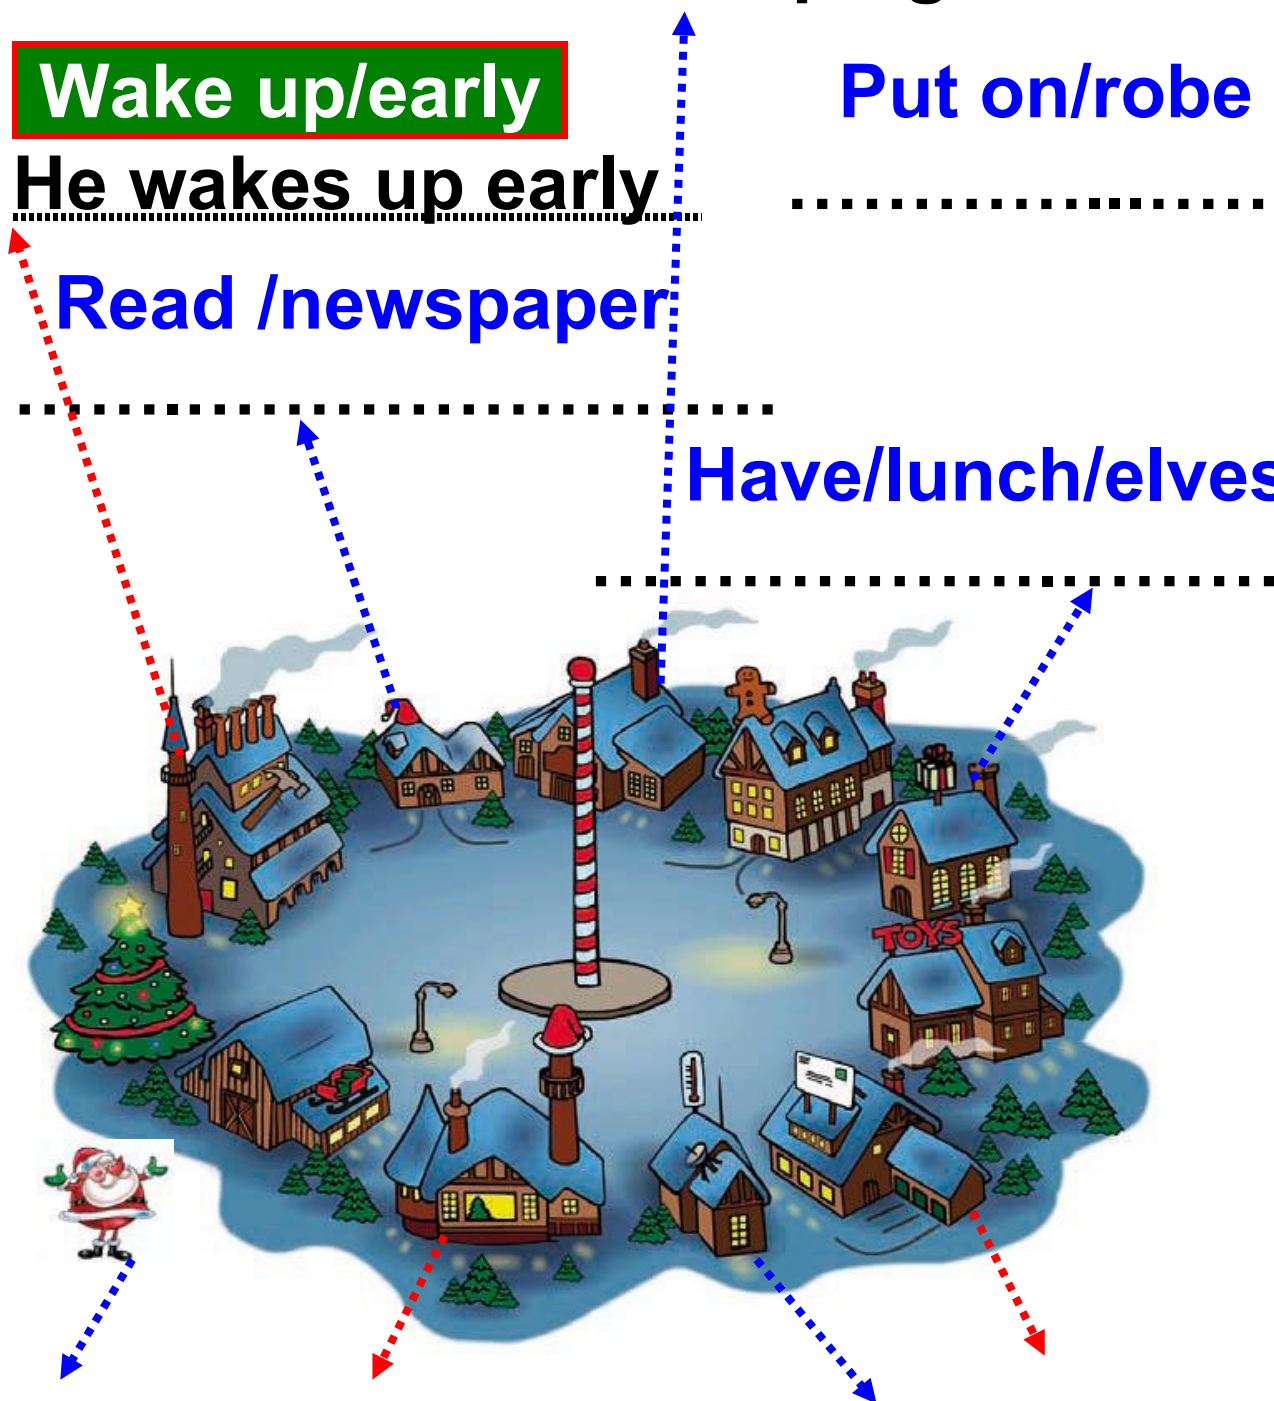 Wake up/early
Put on/robe
He wakes up early
Read /newspaper
Have/lunch/elves
TOYS